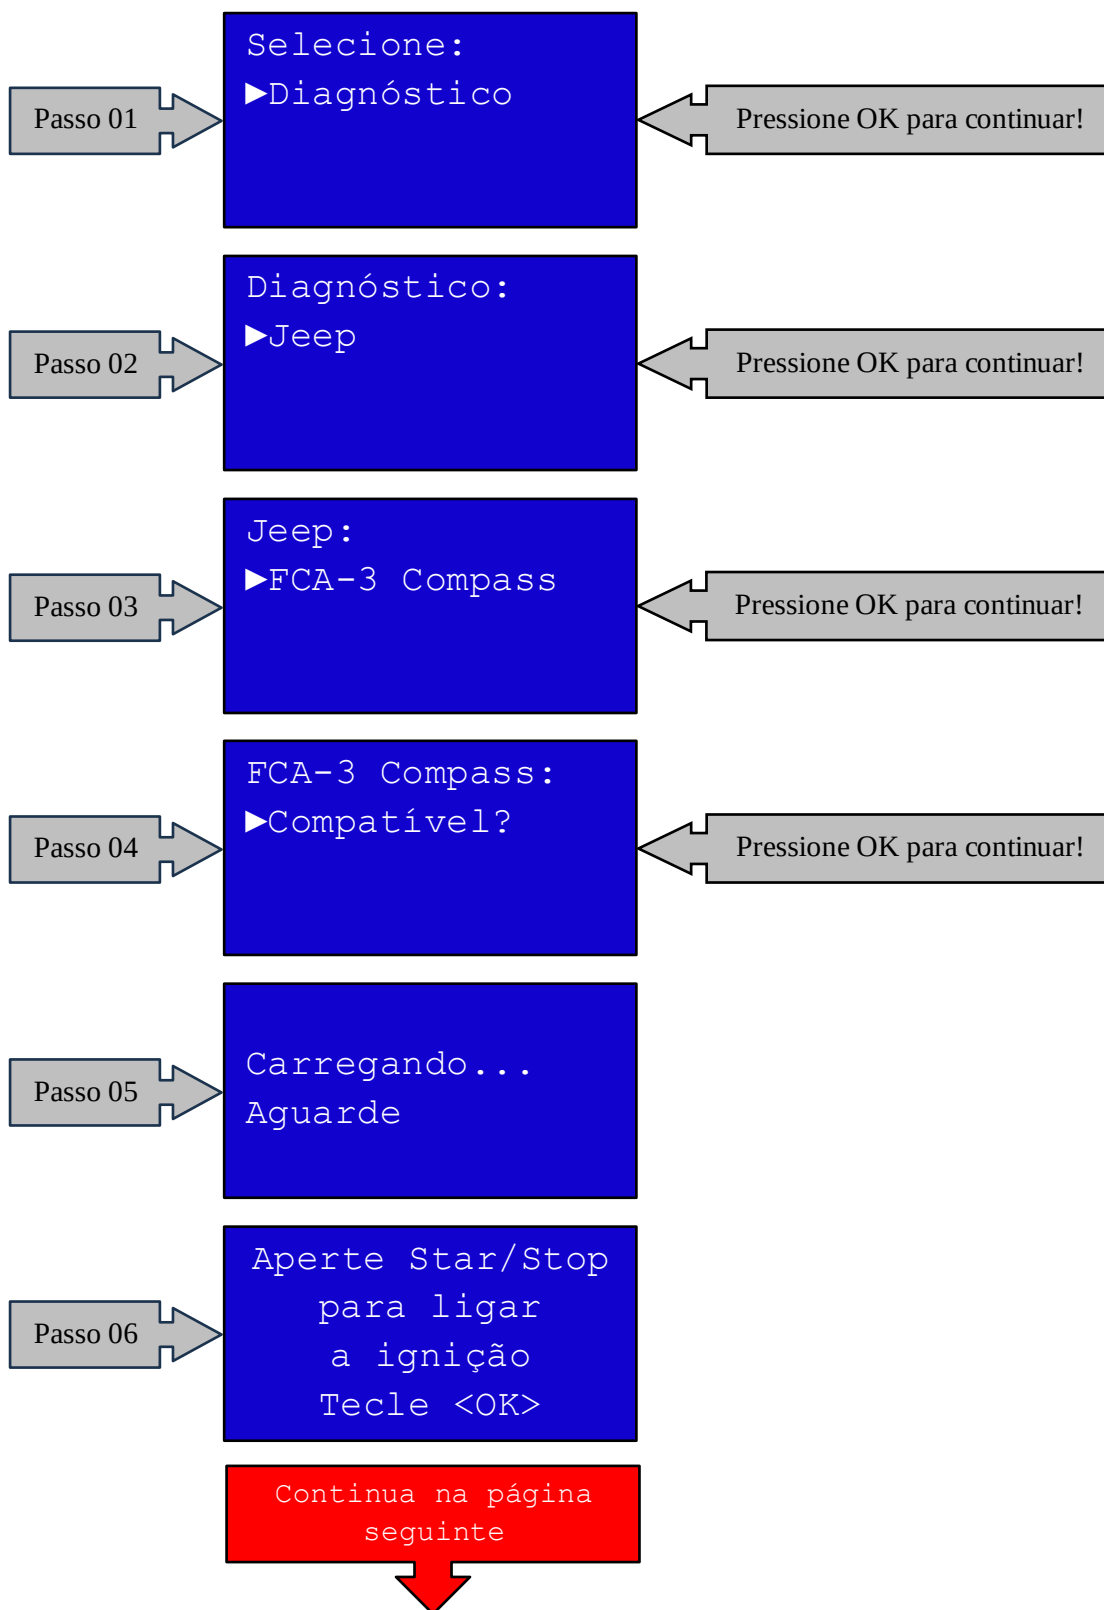 Selecione:
►Diagnóstico
Passo 01
Pressione OK para continuar!
Diagnóstico:
►Jeep
Passo 02
Pressione OK para continuar!
Jeep:
►FCA-3 Compass
Passo 03
Pressione OK para continuar!
FCA-3 Compass:
►Compatível?
Passo 04
Pressione OK para continuar!
Carregando...
Aguarde
Passo 05
Aperte Star/Stop
para ligar
a ignição
Tecle <OK>
Passo 06
Continua na página
seguinte